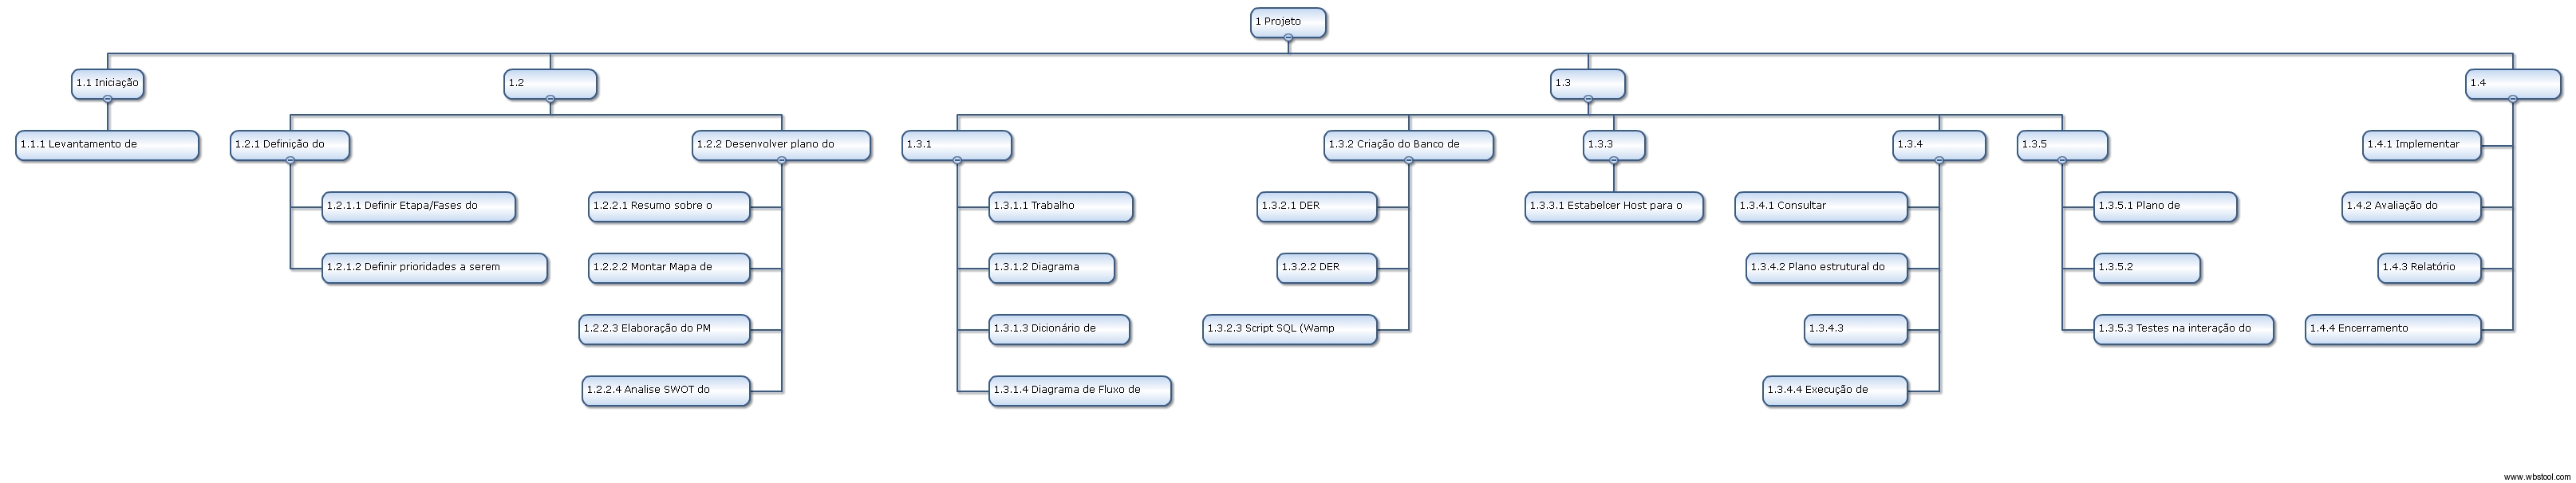 1 Projeto
1.1 Iniciação
1.2
1.3
1.4
1.1.1 Levantamento de
1.2.1 Definição do
1.2.2 Desenvolver plano do
1.3.1
1.3.2 Criação do Banco de
1.3.3
1.3.4
1.3.5
1.4.1 Implementar
1.2.1.1 Definir Etapa/Fases do
1.2.2.1 Resumo sobre o
1.3.1.1 Trabalho
1.3.2.1 DER
1.3.3.1 Estabelcer Host para o
1.3.4.1 Consultar
1.3.5.1 Plano de
1.4.2 Avaliação do
1.2.1.2 Definir prioridades a serem
1.2.2.2 Montar Mapa de
1.3.1.2 Diagrama
1.3.2.2 DER
1.3.4.2 Plano estrutural do
1.3.5.2
1.4.3 Relatório
1.2.2.3 Elaboração do PM
1.3.1.3 Dicionário de
1.3.2.3 Script SQL (Wamp
1.3.4.3
1.3.5.3 Testes na interação do
1.4.4 Encerramento
1.2.2.4 Analise SWOT do
1.3.1.4 Diagrama de Fluxo de
1.3.4.4 Execução de
www.wbstool.com